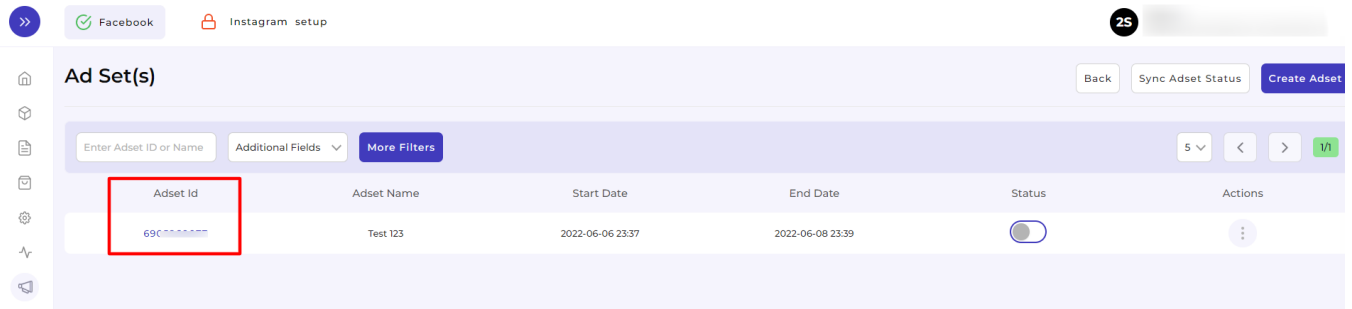 Facebook
Instagram setup
2S
Ad Set(s)
Back
Sync Adset Status
Create Adset
Enter Adset ID or Name
Additional Fields
More Filters
5
1/1
Adset Id
Adset Name
Start Date
End Date
Status
Actions
Test 123
2022-06-06 23:37
2022-06-08 23:39